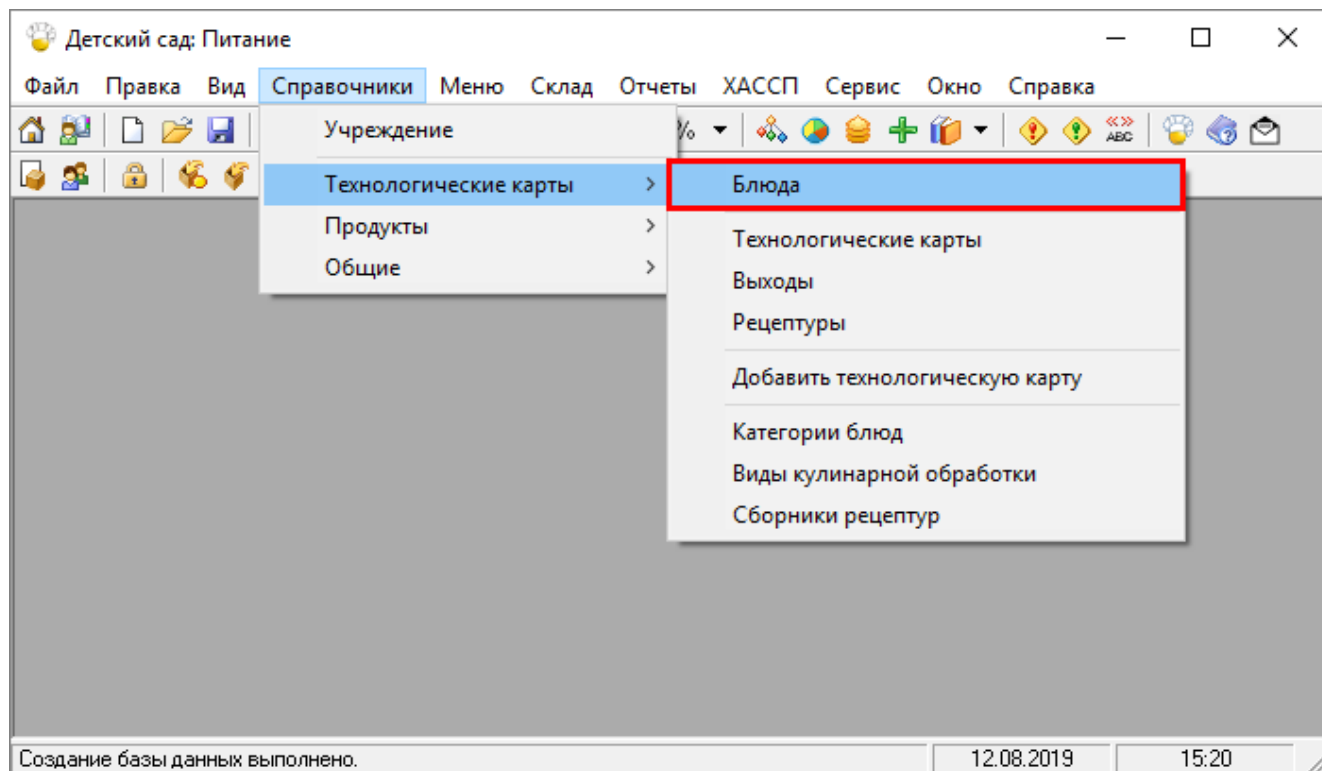 Детский сад: Питание
Файл Правка Вид Справочники Меню Склад Отчеты ХАССП Сервис Окно Справка
Учреждение
%
ABC
Технологические карты
Блюда
Продукты
Технологические карты
Общие
Выходы
Рецептуры
Добавить технологическую карту
Категории блюд
Виды кулинарной обработки
Сборники рецептур
Создание базы данных выполнено. 12.08.2019 15:20